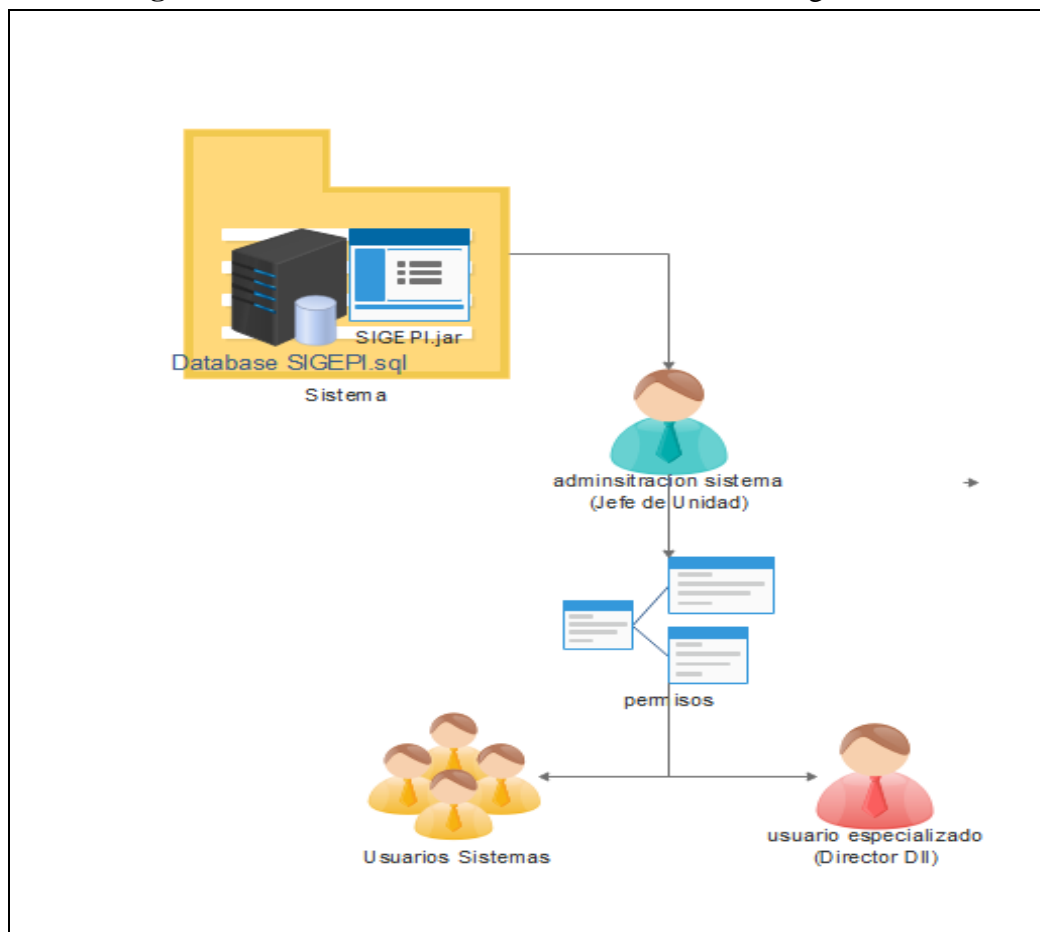 SIGEPI.jar
Database SIGEPI.sql
Sistema
adminsitracion sistema
(Jefe de Unidad)
permisos
Usuarios Sistemas
usuario especializado
(Director DII)